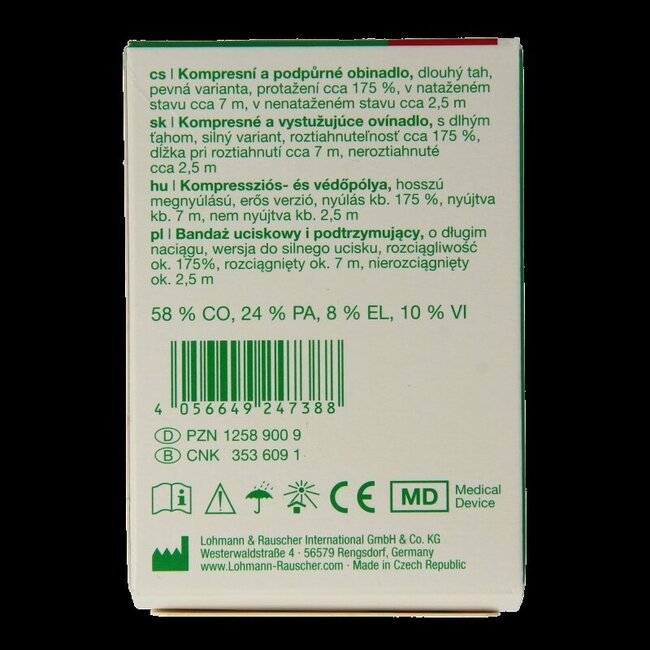 cs | Kompresní a podpůrné obinadlo, dlouhý tah,
pevná varianta, protažení cca 175 %, v nataženém
stavu cca 7 m, v nenataženém stavu cca 2,5 m
sk | Kompresné a vystužujúce ovínadlo, s dlhým
ťahom, silný variant, roztiahnuteľnosť cca 175 %,
dĺžka pri roztiahnutí cca 7 m, neroztiahnuté
cca 2,5 m
hu | Kompressziós- és védőpólya, hosszú
megnyúlású, erős verzió, nyúlás kb. 175 %, nyújtva
kb. 7 m, nem nyújtva kb. 2,5 m
pl | Bandaż uciskowy i podtrzymujący, o długim
naciągu, wersja do silnego ucisku, rozciągliwość
ok. 175%, rozciągnięty ok. 7 m, nierozciągnięty
ok. 2,5 m
58 % CO, 24 % PA, 8 % EL, 10 % VI
4 056649 247388
D PZN 1258 900 9
B CNK 353 609 1
i CE MD Medical
Device
Lohmann & Rauscher International GmbH & Co. KG
Westerwaldstraße 4 · 56579 Rengsdorf, Germany
www.Lohmann-Rauscher.com · Made in Czech Republic